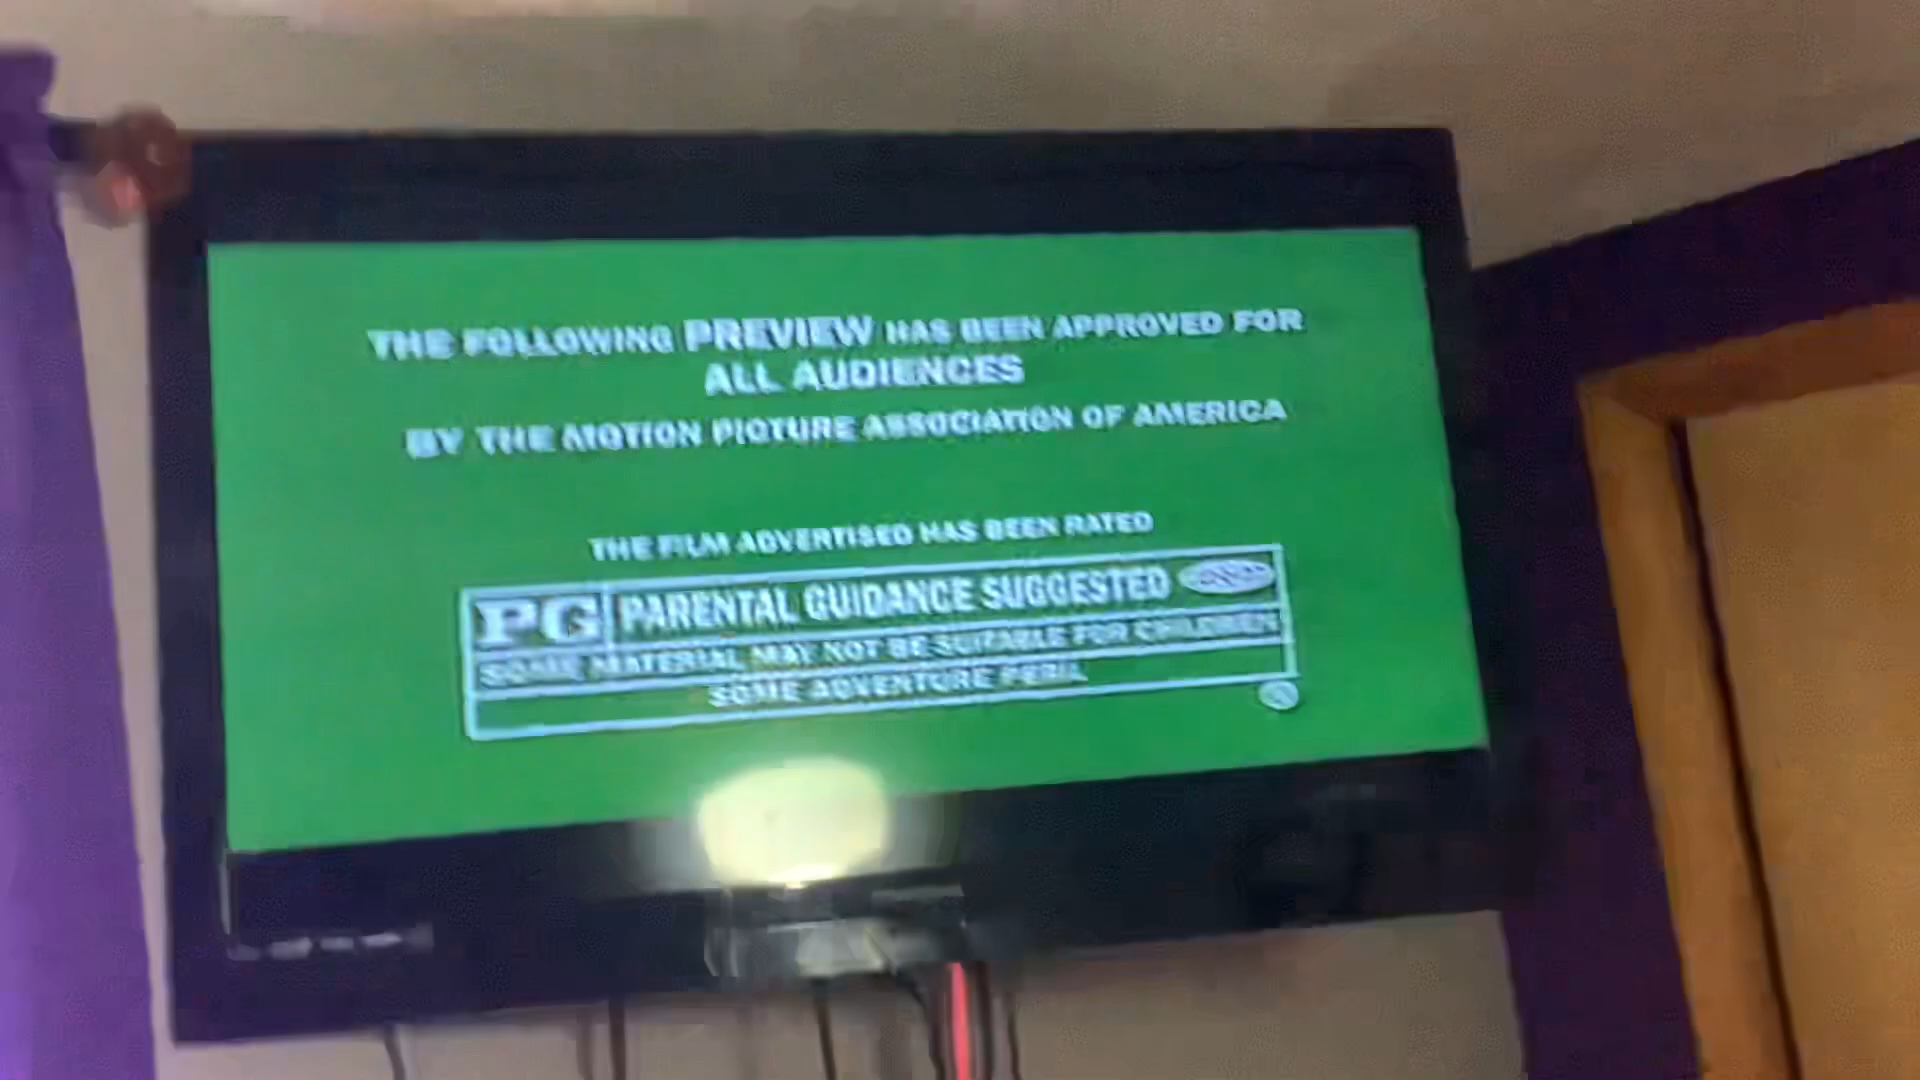 THE FOLLOWING PREVIEW HAS BEEN APPROVED FOR
ALL AUDIENCES
BY THE MOTION PICTURE ASSOCIATION OF AMERICA
THE FILM ADVERTISED HAS BEEN RATED
PG PARENTAL GUIDANCE SUGGESTED
SOME MATERIAL MAY NOT BE SUITABLE FOR CHILDREN
SOME ADVENTURE PERIL